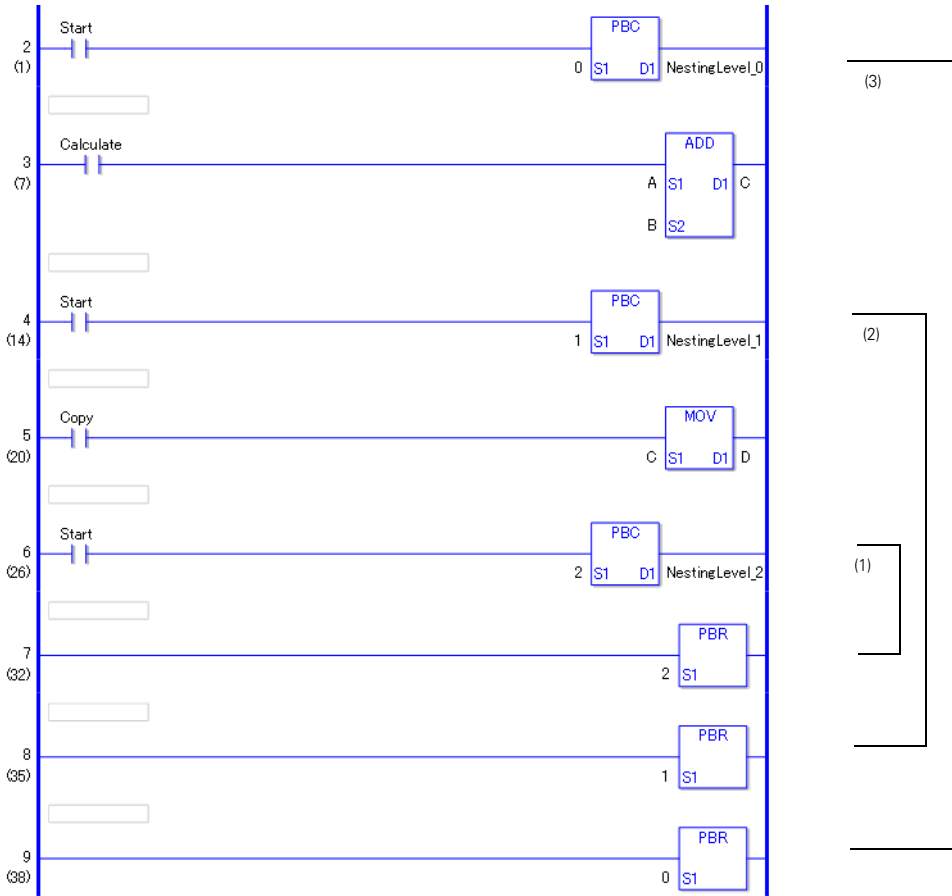 Start
PBC
2
(1)
0 S1 D1 NestingLevel_0
(3)
Calculate
ADD
3
(7)
A S1 D1 C
B S2
Start
PBC
4
(14)
1 S1 D1 NestingLevel_1
(2)
Copy
MOV
5
(20)
C S1 D1 D
Start
PBC
6
(26)
2 S1 D1 NestingLevel_2
(1)
PBR
7
(32)
2 S1
PBR
8
(35)
1 S1
PBR
9
(38)
0 S1